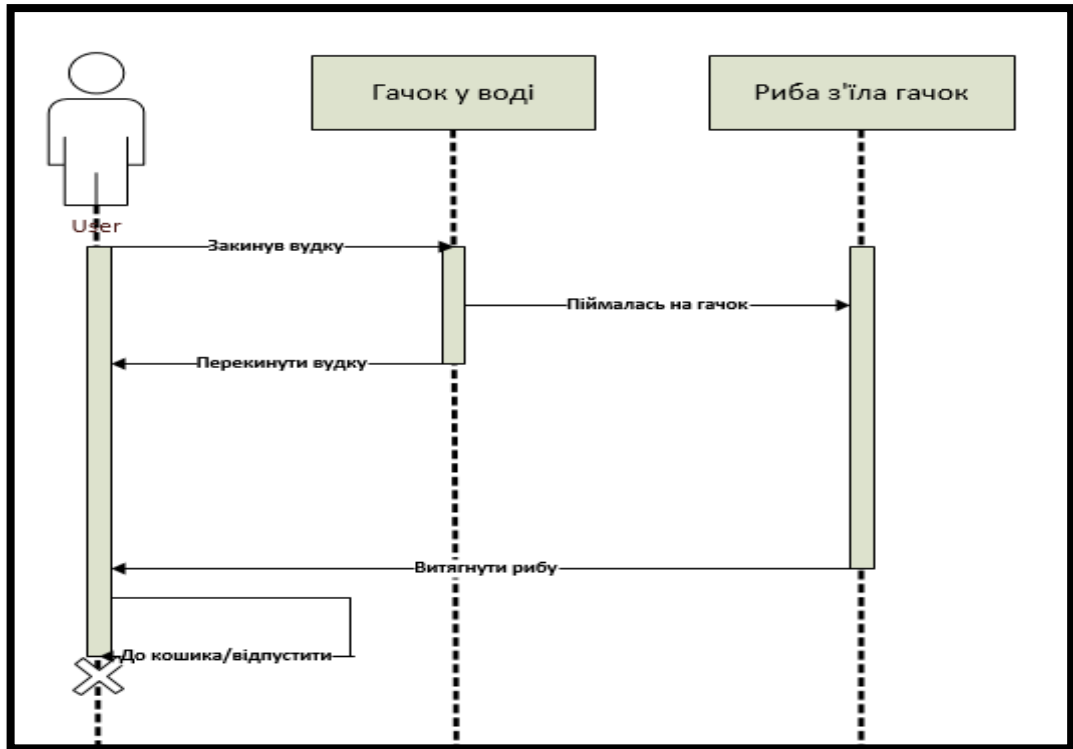 Гачок у воді
Риба з'їла гачок
User
Закинув вудку
Піймалась на гачок
Перекинути вудку
Витягнути рибу
До кошика/відпустити